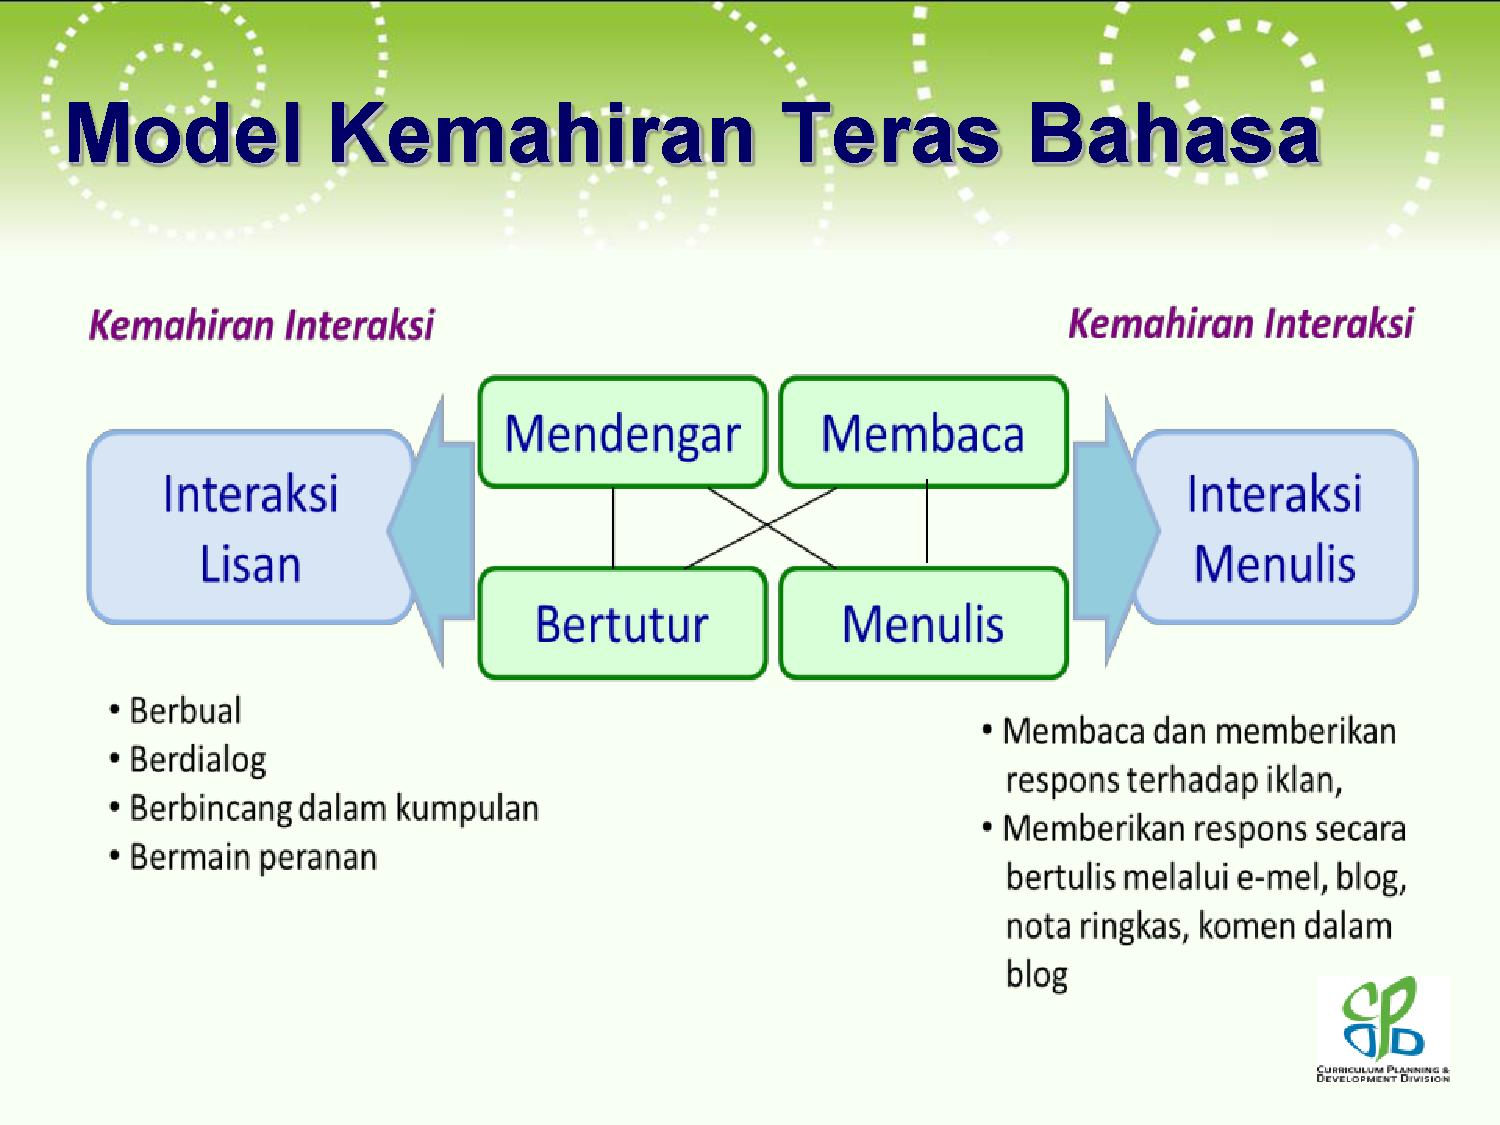 Model Kemahiran Teras Bahasa
Kemahiran Interaksi
Kemahiran Interaksi
Mendengar
Membaca
Interaksi
Lisan
Interaksi
Menulis
Bertutur
Menulis
• Berbual
• Berdialog
• Berbincang dalam kumpulan
• Bermain peranan
• Membaca dan memberikan
respons terhadap iklan,
• Memberikan respons secara
bertulis melalui e-mel, blog,
nota ringkas, komen dalam
blog
CPDD
CURRICULUM PLANNING &
DEVELOPMENT DIVISION